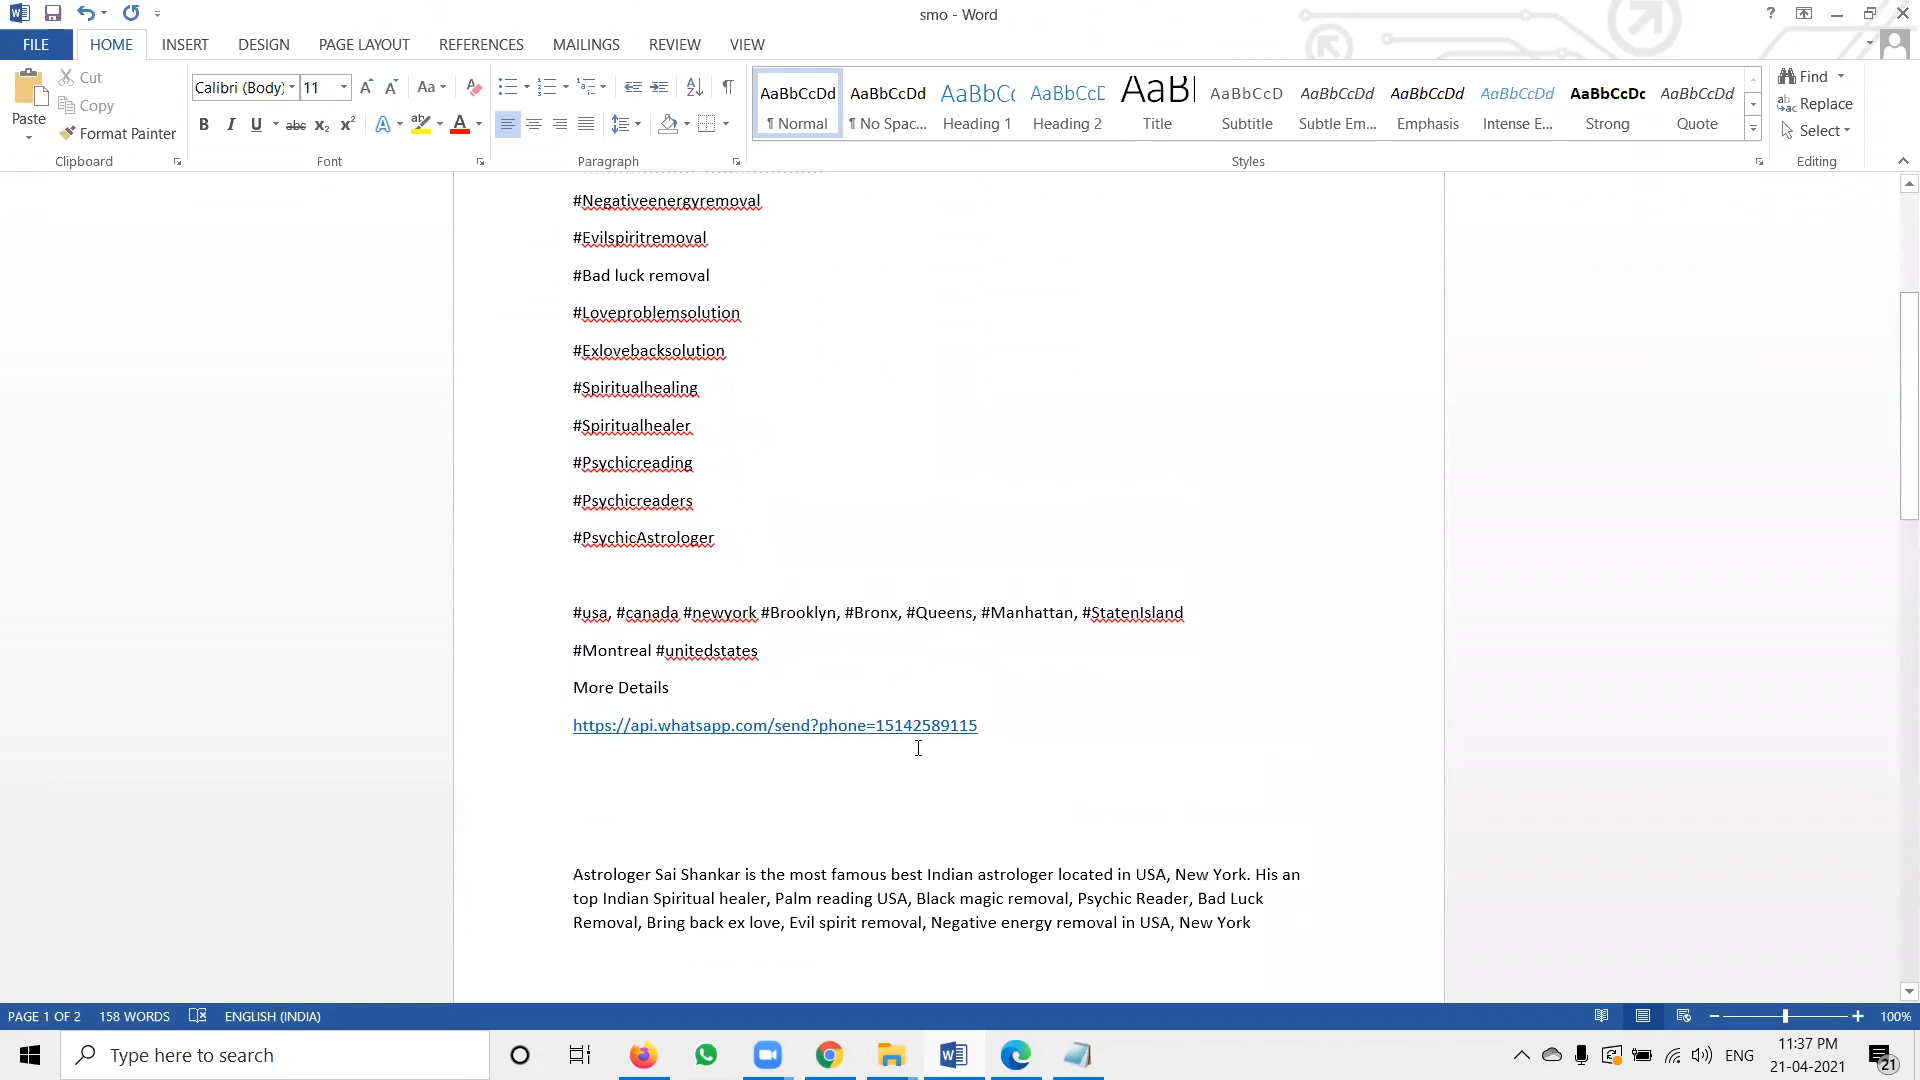 smo - Word
FILE HOME INSERT DESIGN PAGE LAYOUT REFERENCES MAILINGS REVIEW VIEW
Paste
Cut
Copy
Format Painter
Clipboard
Calibri (Body) 11
Font
Paragraph
AaBbCcDd AaBbCcDd AaBbCc AaBbCcD AaB AaBbCcD AaBbCcDd AaBbCcDd AaBbCcDd AaBbCcDc AaBbCcDd
¶ Normal ¶ No Spac... Heading 1 Heading 2 Title Subtitle Subtle Em... Emphasis Intense E... Strong Quote
Styles
Find
Replace
Select
Editing
#Negativeenergyremoval
#Evilspiritremoval
#Bad luck removal
#Loveproblemsolution
#Exlovebacksolution
#Spiritualhealing
#Spiritualhealer
#Psychicreading
#Psychicreaders
#PsychicAstrologer
#usa, #canada #newyork #Brooklyn, #Bronx, #Queens, #Manhattan, #StatenIsland
#Montreal #unitedstates
More Details
https://api.whatsapp.com/send?phone=15142589115
Astrologer Sai Shankar is the most famous best Indian astrologer located in USA, New York. His an
top Indian Spiritual healer, Palm reading USA, Black magic removal, Psychic Reader, Bad Luck
Removal, Bring back ex love, Evil spirit removal, Negative energy removal in USA, New York
PAGE 1 OF 2 158 WORDS ENGLISH (INDIA) 100%
Type here to search
ENG
11:37 PM
21-04-2021
21